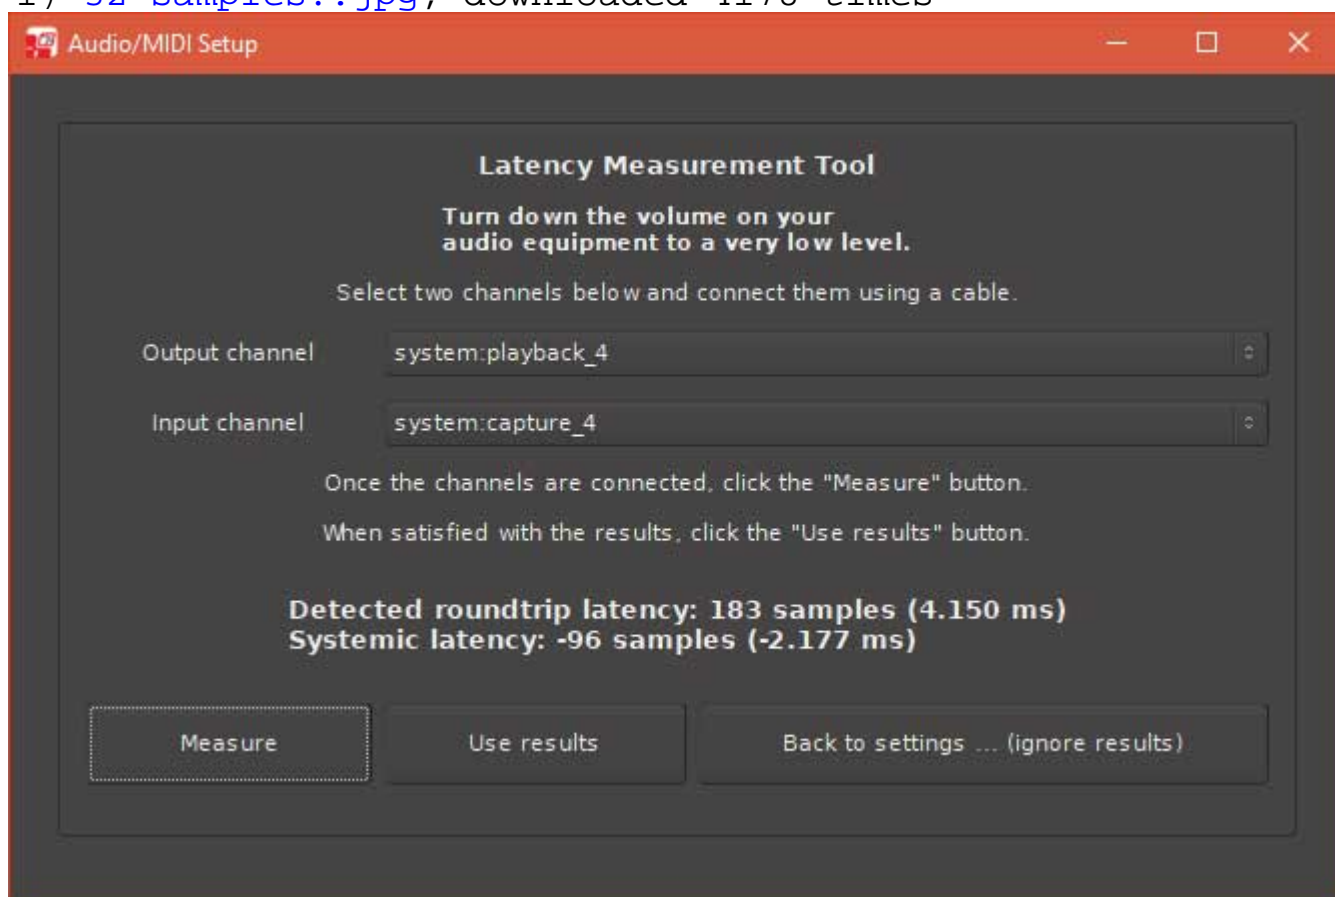 Audio/MIDI Setup
Latency Measurement Tool
Turn down the volume on your
audio equipment to a very low level.
Select two channels below and connect them using a cable.
Output channel system:playback_4
Input channel system:capture_4
Once the channels are connected, click the "Measure" button.
When satisfied with the results, click the "Use results" button.
Detected roundtrip latency: 183 samples (4.150 ms)
Systemic latency: -96 samples (-2.177 ms)
Measure Use results Back to settings ... (ignore results)